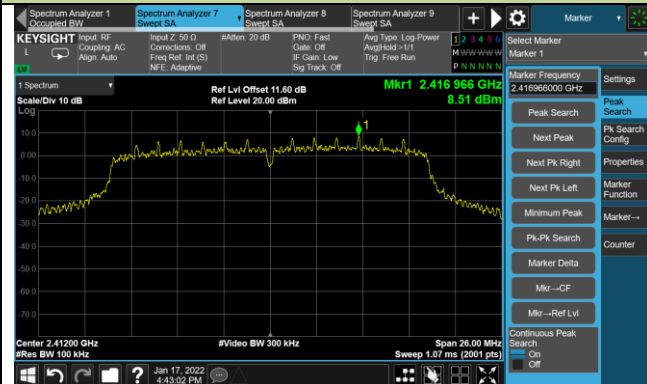 Spectrum Analyzer 1
Occupied BW
Spectrum Analyzer 7
Swept SA
Spectrum Analyzer 8
Swept SA
Spectrum Analyzer 9
Swept SA
Marker
KEYSIGHT
L
LXI
Input: RF
Coupling: AC
Align: Auto
Input Z: 50 Ω
Corrections: Off
Freq Ref: Int (S)
NFE: Adaptive
#Atten: 20 dB
PNO: Fast
Gate: Off
IF Gain: Low
Sig Track: Off
Avg Type: Log-Power
Avg|Hold:>1/1
Trig: Free Run
1 2 3 4 5 6
M W W W W W
P N N N N N
Select Marker
Marker 1
1 Spectrum
Scale/Div 10 dB
Log
Ref Lvl Offset 11.60 dB
Ref Level 20.00 dBm
Mkr1 2.416 966 GHz
8.51 dBm
1
10.0
0.00
-10.0
-20.0
-30.0
-40.0
-50.0
-60.0
-70.0
Center 2.41200 GHz
#Res BW 100 kHz
#Video BW 300 kHz
Span 26.00 MHz
Sweep 1.07 ms (2001 pts)
Marker Frequency
2.416966000 GHz
Peak Search
Next Peak
Next Pk Right
Next Pk Left
Minimum Peak
Pk-Pk Search
Marker Delta
Mkr→CF
Mkr→Ref Lvl
Continuous Peak
Search
On
Off
Settings
Peak
Search
Pk Search
Config
Properties
Marker
Function
Marker→
Counter
?
Jan 17, 2022
4:43:02 PM